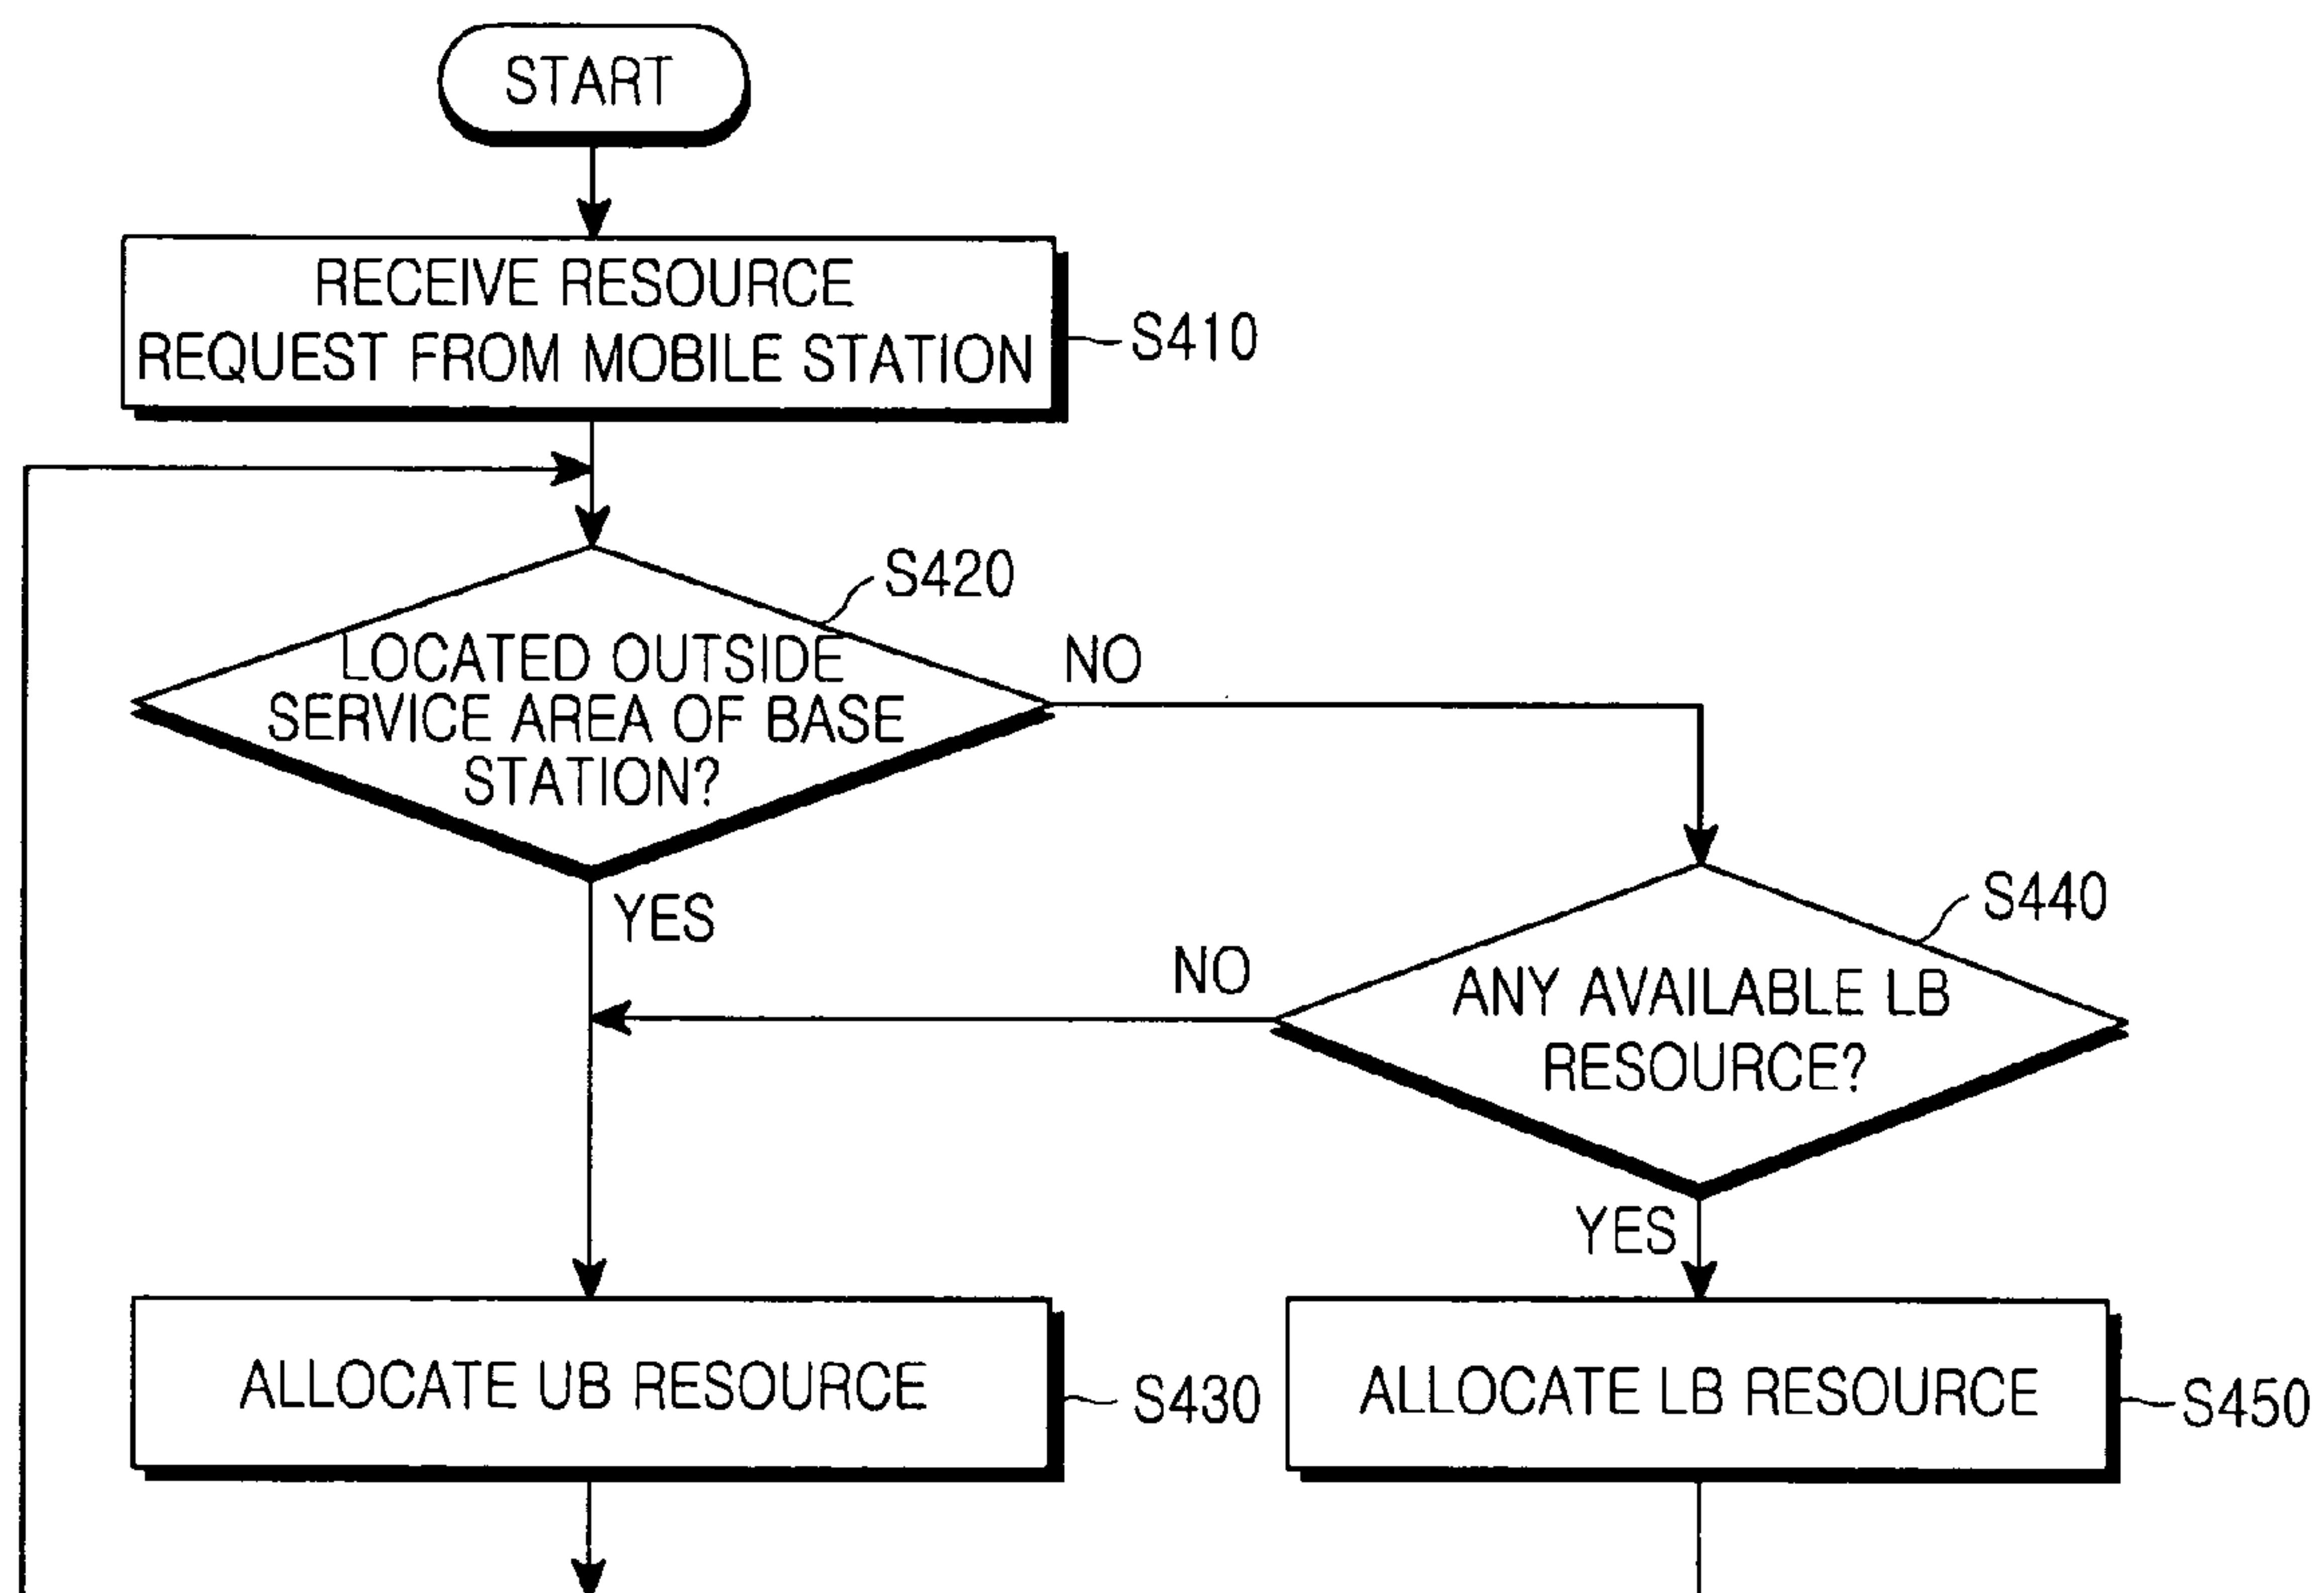 START
RECEIVE RESOURCE
REQUEST FROM MOBILE STATION
S410
S420
LOCATED OUTSIDE
SERVICE AREA OF BASE
STATION?
NO
YES
S440
NO
ANY AVAILABLE LB
RESOURCE?
YES
ALLOCATE UB RESOURCE
S430
ALLOCATE LB RESOURCE
S450